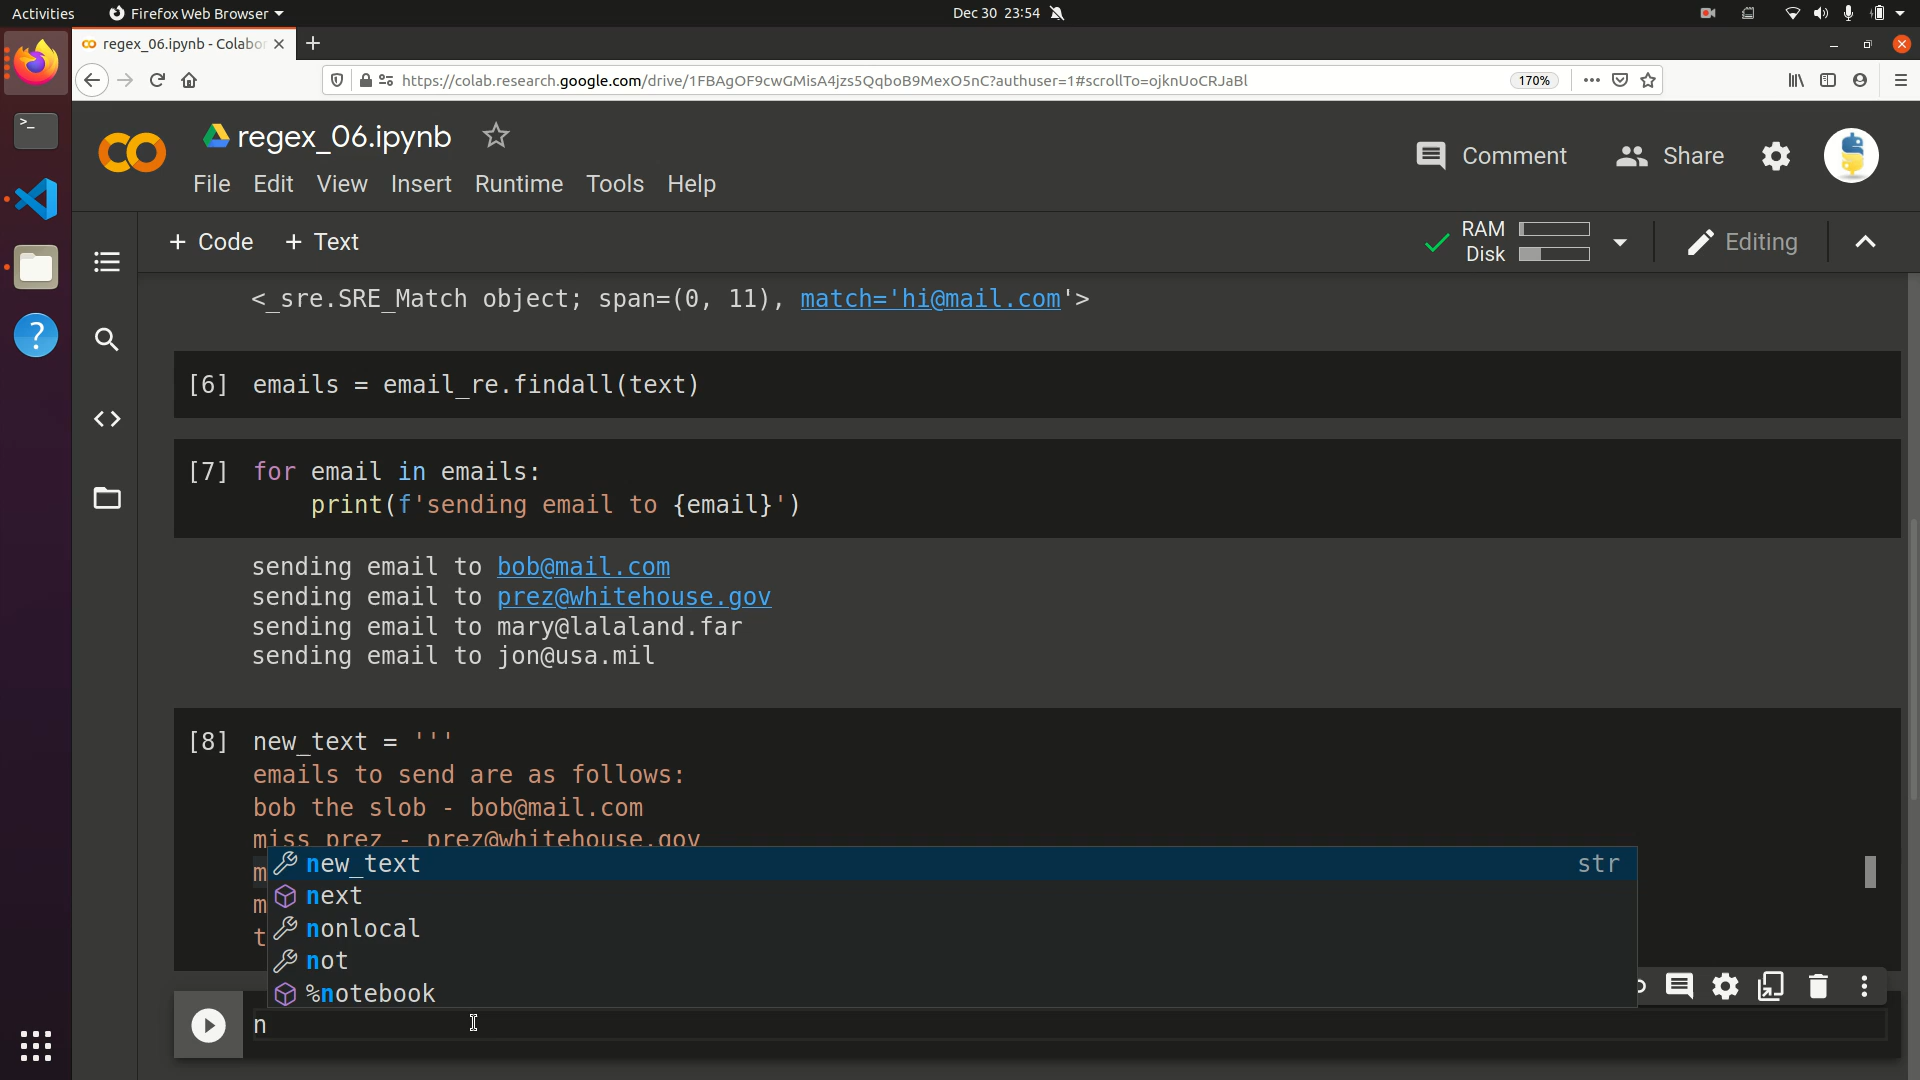 Activities
Firefox Web Browser
Dec 30 23:54
regex_06.ipynb - Colabor
https://colab.research.google.com/drive/1FBAgOF9cwGMisA4jzs5QqboB9MexO5nC?authuser=1#scrollTo=ojknUoCRJaBl
170%
regex_06.ipynb
Comment
Share
File Edit View Insert Runtime Tools Help
+ Code + Text
RAM
Disk
Editing
<_sre.SRE_Match object; span=(0, 11), match='hi@mail.com'>
[6] emails = email_re.findall(text)
[7] for email in emails:
print(f'sending email to {email}')
sending email to bob@mail.com
sending email to prez@whitehouse.gov
sending email to mary@lalaland.far
sending email to jon@usa.mil
[8] new_text = '''
emails to send are as follows:
bob the slob - bob@mail.com
miss prez - prez@whitehouse.gov
m
m
t
new_text str
next
nonlocal
not
%notebook
n